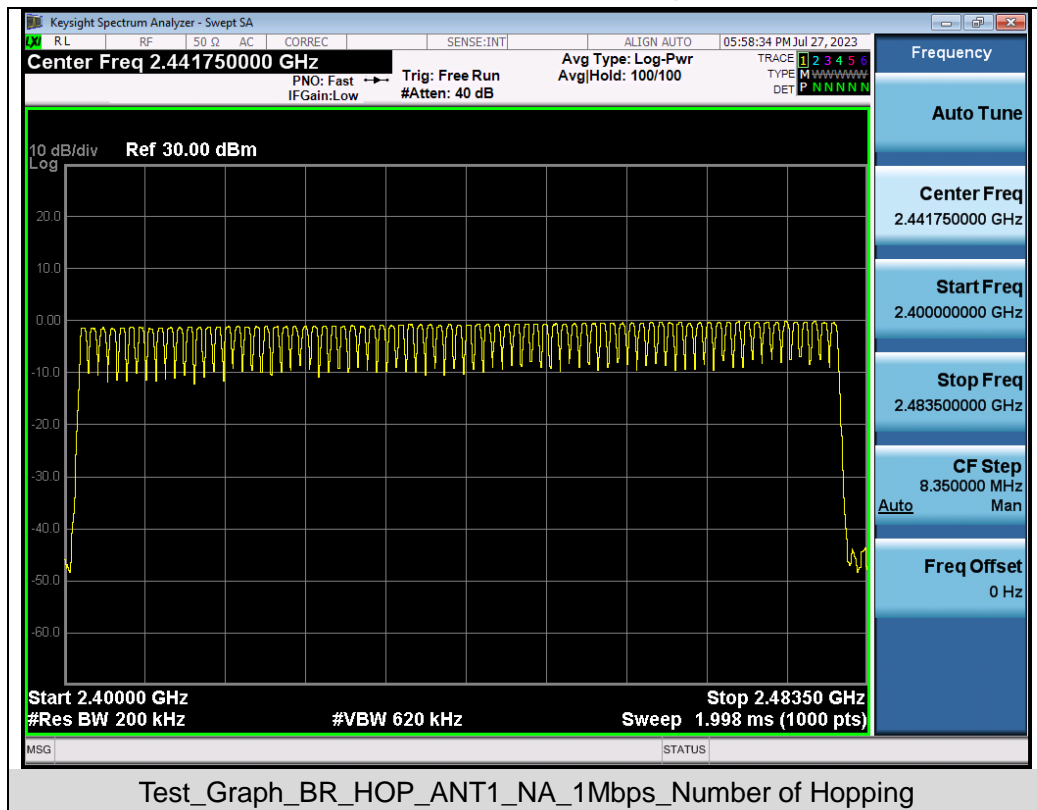 Keysight Spectrum Analyzer - Swept SA
LXI RL RF 50 Ω AC CORREC SENSE:INT ALIGN AUTO 05:58:34 PM Jul 27, 2023
Center Freq 2.441750000 GHz
PNO: Fast
IFGain:Low
Trig: Free Run
#Atten: 40 dB
Avg Type: Log-Pwr
Avg|Hold: 100/100
TRACE 1 2 3 4 5 6
TYPE M WWWWW
DET P N N N N N
10 dB/div Ref 30.00 dBm
Log
20.0
10.0
0.00
-10.0
-20.0
-30.0
-40.0
-50.0
-60.0
Start 2.40000 GHz Stop 2.48350 GHz
#Res BW 200 kHz #VBW 620 kHz Sweep 1.998 ms (1000 pts)
MSG STATUS
Frequency
Auto Tune
Center Freq
2.441750000 GHz
Start Freq
2.400000000 GHz
Stop Freq
2.483500000 GHz
CF Step
8.350000 MHz
Auto Man
Freq Offset
0 Hz
Test_Graph_BR_HOP_ANT1_NA_1Mbps_Number of Hopping